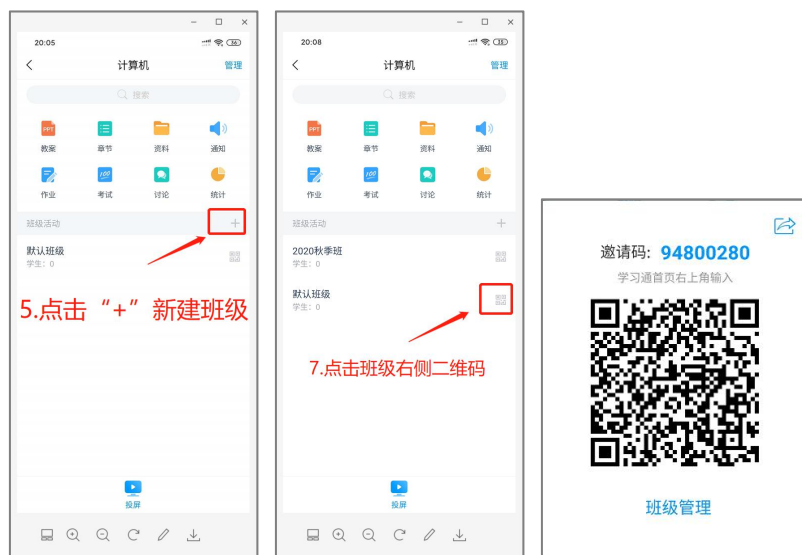 20:05
36
计算机
管理
搜索
PPT
教案
章节
资料
通知
100
作业
考试
讨论
统计
班级活动
默认班级
学生：0
5.点击“+”新建班级
投屏
20:08
35
计算机
管理
搜索
PPT
教案
章节
资料
通知
100
作业
考试
讨论
统计
班级活动
2020秋季班
学生：0
默认班级
学生：0
7.点击班级右侧二维码
投屏
邀请码: 94800280
学习通首页右上角输入
班级管理